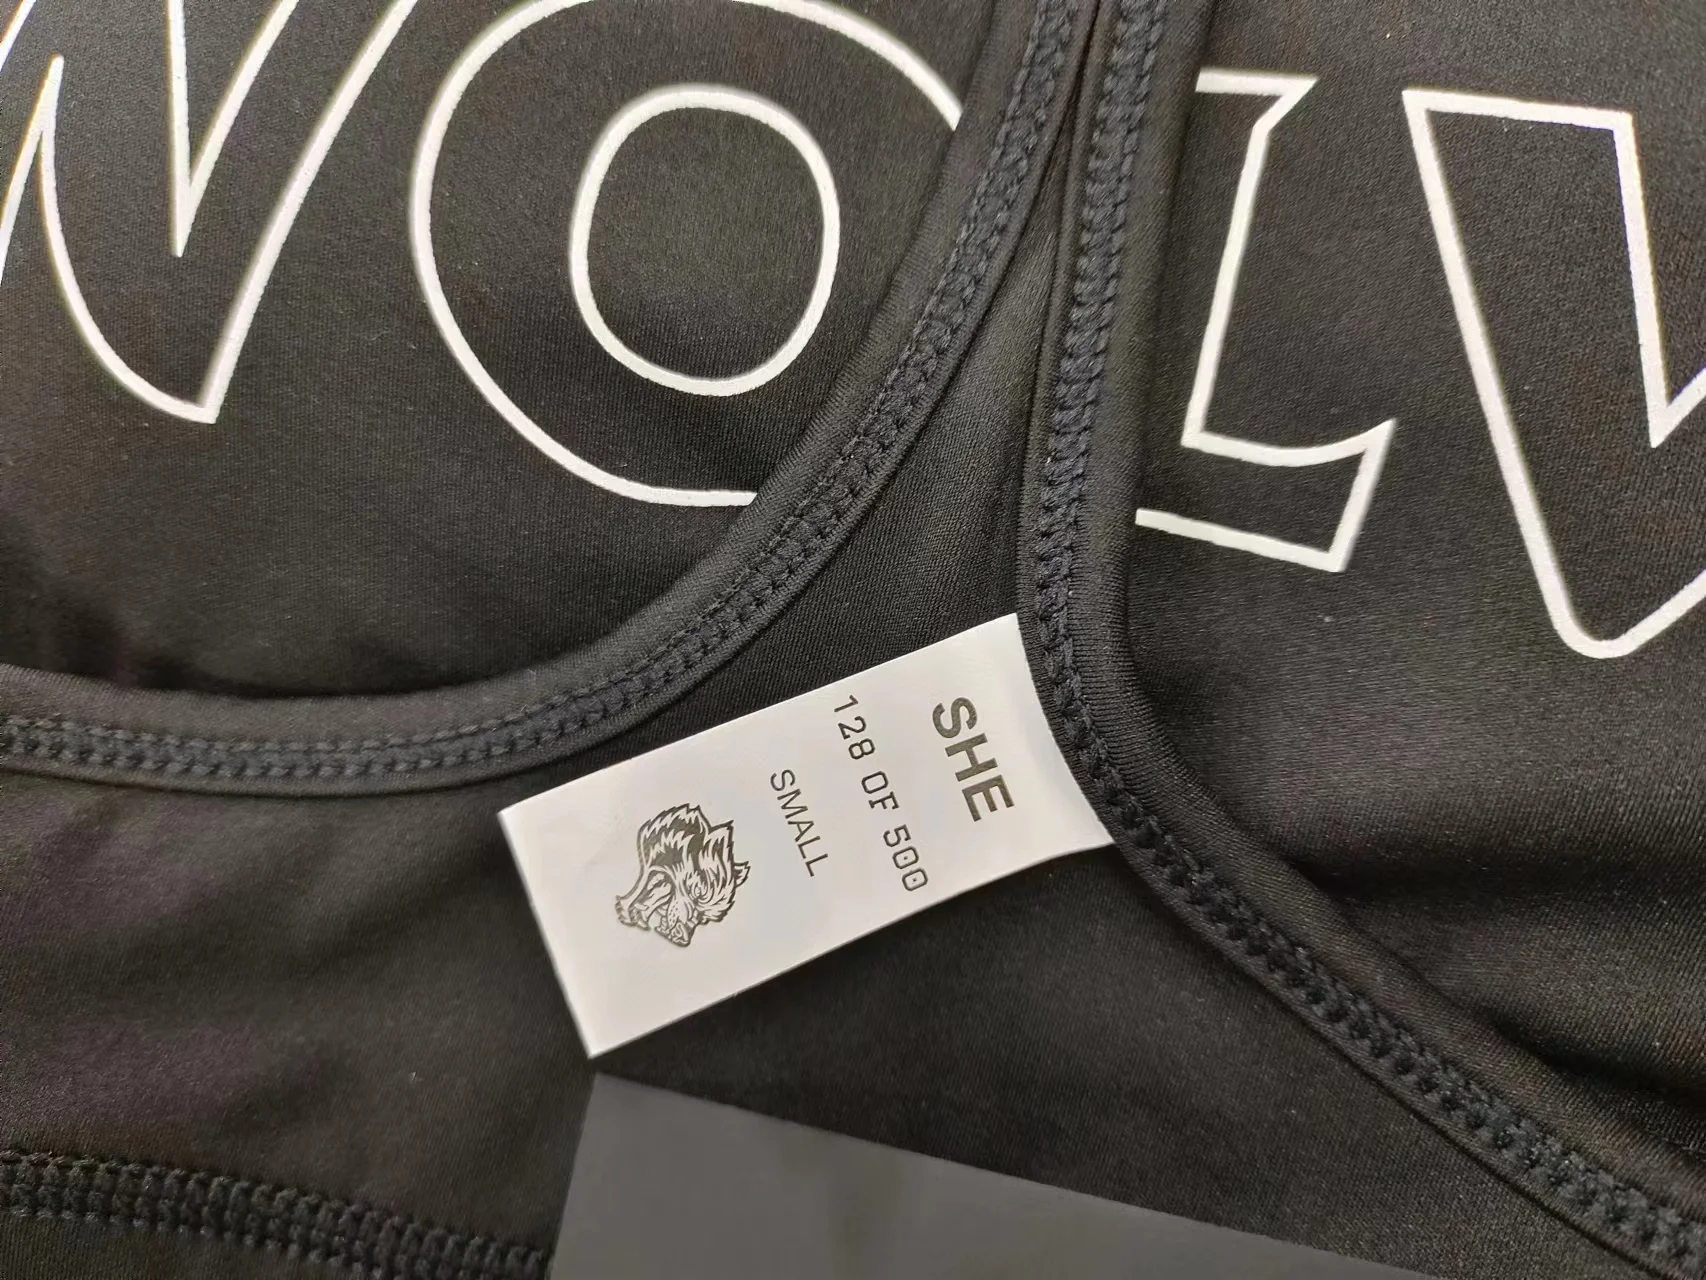 WOLV
SHE
128 OF 500
SMALL